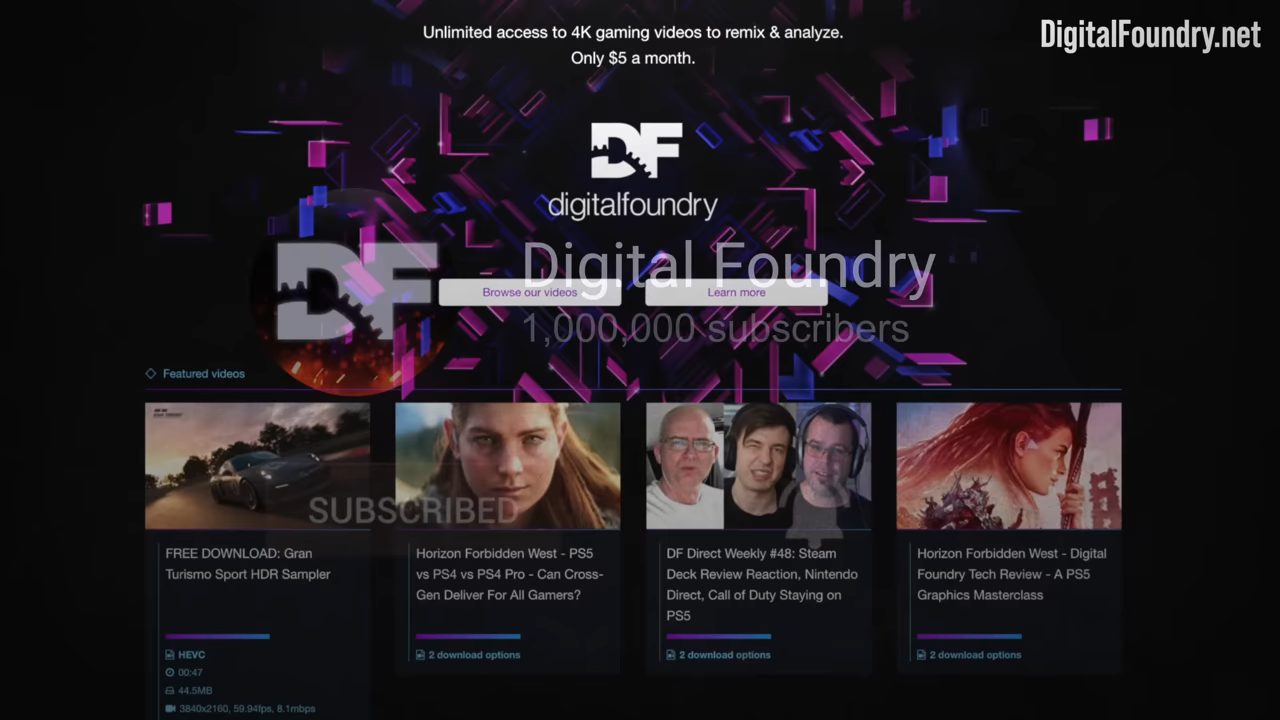 Unlimited access to 4K gaming videos to remix & analyze.
Only $5 a month.
DigitalFoundry.net
DF
digitalfoundry
DF
Digital Foundry
Browse our videos
Learn more
1,000,000 subscribers
Featured videos
SUBSCRIBED
FREE DOWNLOAD: Gran
Turismo Sport HDR Sampler
HEVC
00:47
44.5MB
3840x2160, 59.94fps, 8.1mbps
Horizon Forbidden West - PS5
vs PS4 vs PS4 Pro - Can Cross-
Gen Deliver For All Gamers?
2 download options
DF Direct Weekly #48: Steam
Deck Review Reaction, Nintendo
Direct, Call of Duty Staying on
PS5
2 download options
Horizon Forbidden West - Digital
Foundry Tech Review - A PS5
Graphics Masterclass
2 download options